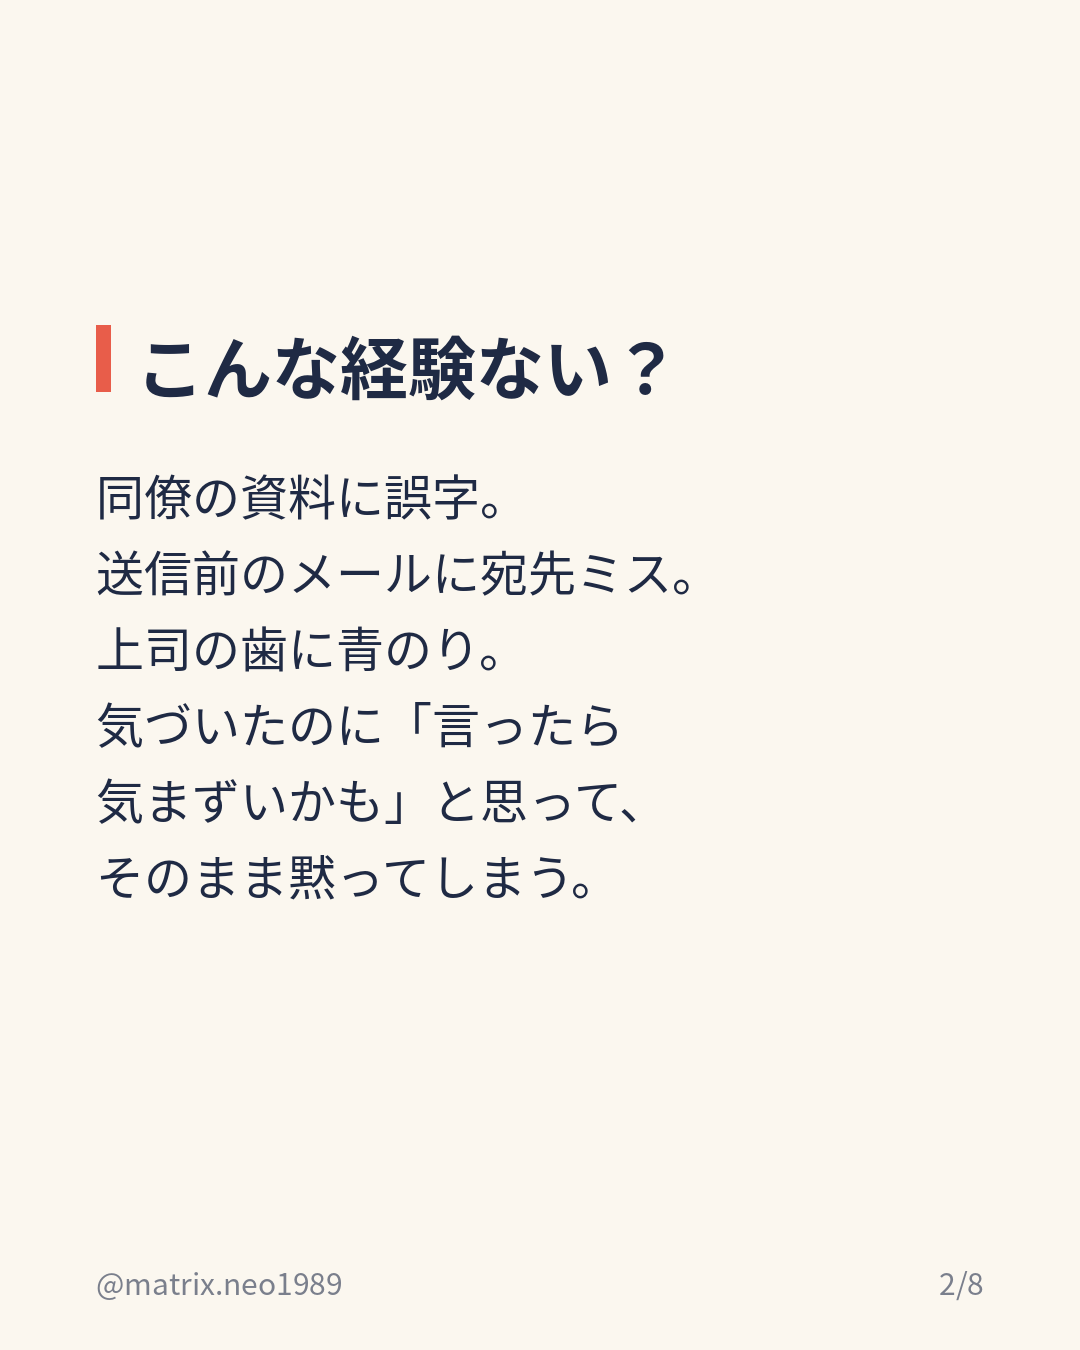 こんな経験ない？
同僚の資料に誤字。
送信前のメールに宛先ミス。
上司の歯に青のり。
気づいたのに「言ったら
気まずいかも」と思って、
そのまま黙ってしまう。
@matrix.neo1989
2/8